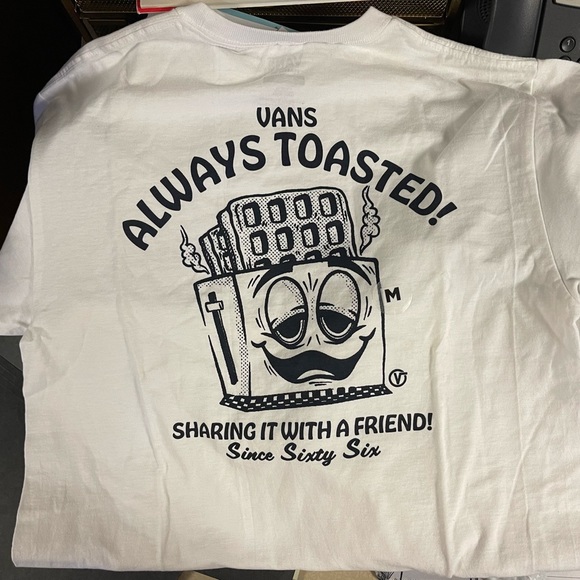 VANS
ALWAYS TOASTED!
M
V
SHARING IT WITH A FRIEND!
Since Sixty Six